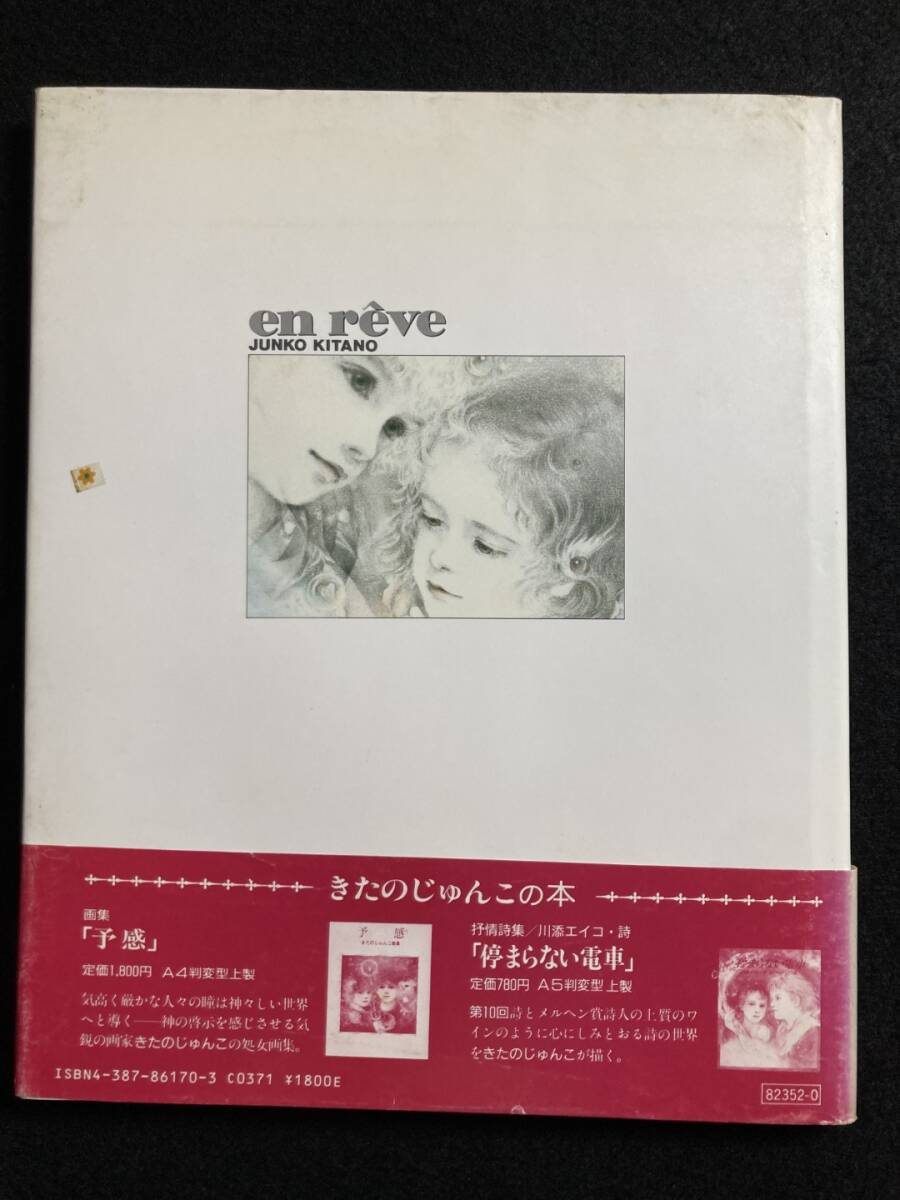 en rêve
JUNKO KITANO
きたのじゅんこの本
画集
「予感」
定価1,800円 A4判変型上製
気高く厳かな人々の瞳は神々しい世界
へと導く──神の啓示を感じさせる気
鋭の画家きたのじゅんこの処女画集。
予感
きたのじゅんこ画集
抒情詩集／川添エイコ・詩
「停まらない電車」
定価780円 A5判変型上製
第10回詩とメルヘン賞詩人の上質のワ
インのように心にしみとおる詩の世界
をきたのじゅんこが描く。
ISBN4-387-86170-3 C0371 ¥1800E
82352-0